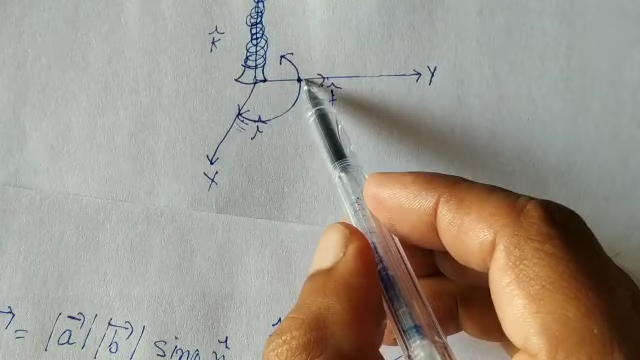 k̂
Y
ĵ
î
X
→ = |a⃗| |b⃗| sin n̂